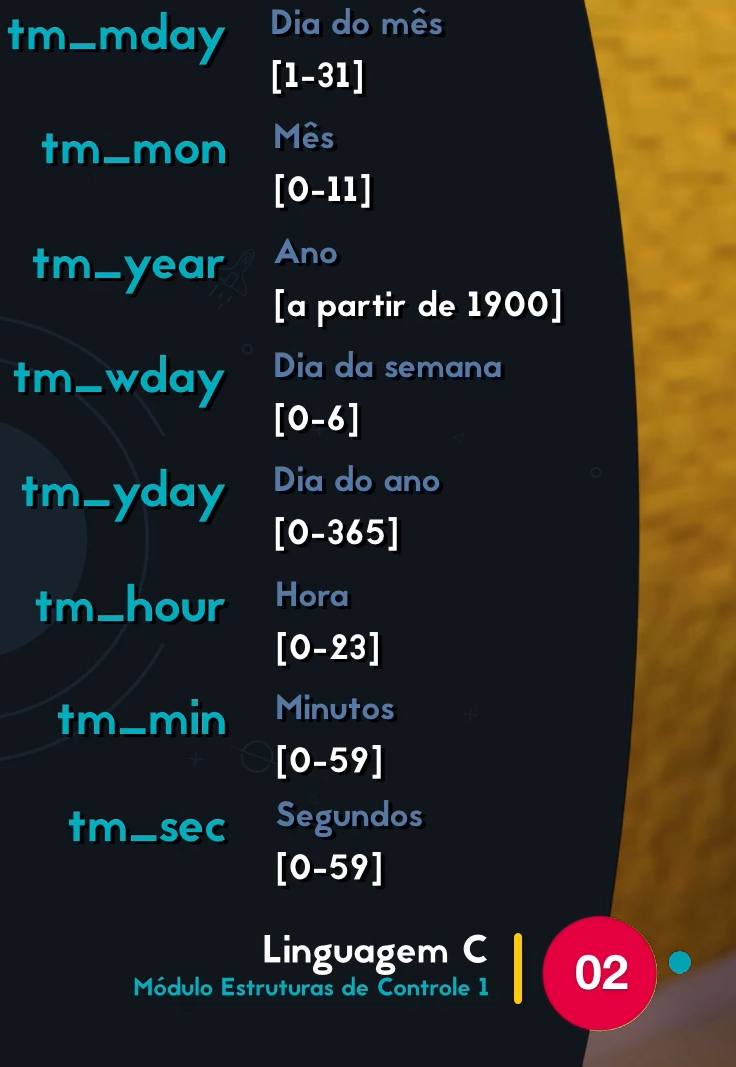 tm_mday Dia do mês
[1-31]
tm_mon Mês
[0-11]
tm_year Ano
[a partir de 1900]
tm_wday Dia da semana
[0-6]
tm_yday Dia do ano
[0-365]
tm_hour Hora
[0-23]
tm_min Minutos
[0-59]
tm_sec Segundos
[0-59]
Linguagem C
Módulo Estruturas de Controle 1
02